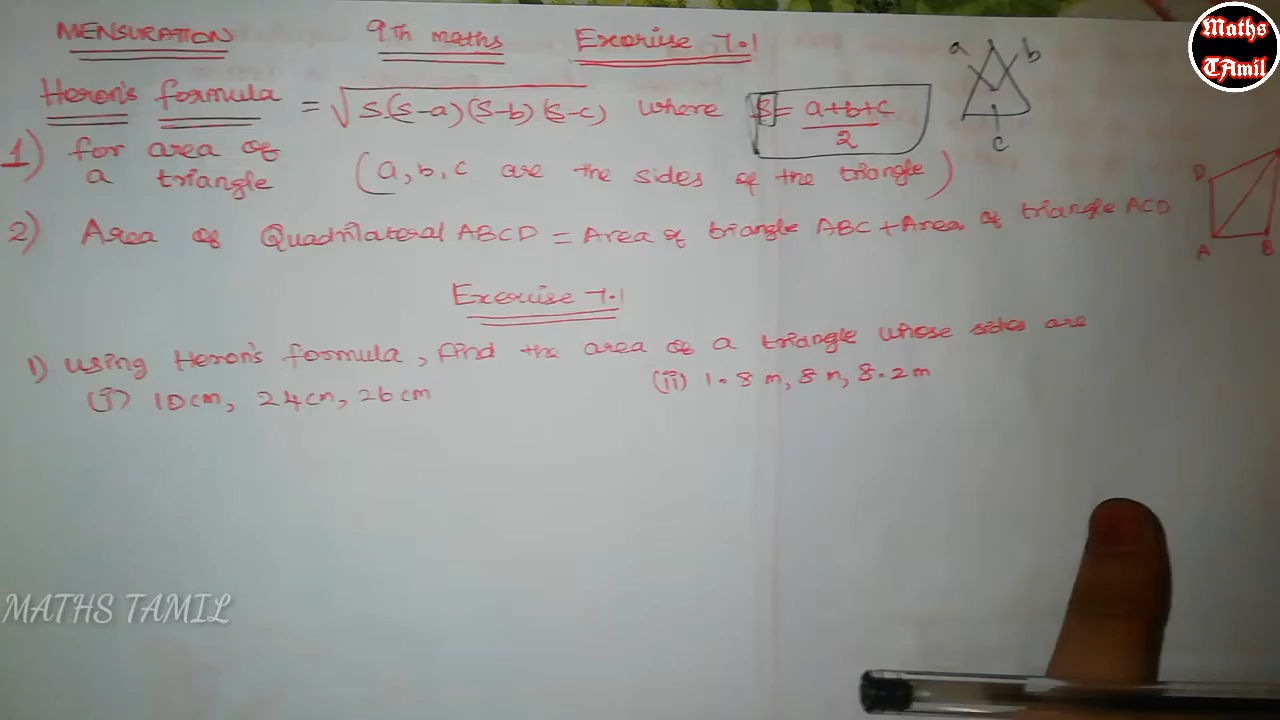 MENSURATION 9th maths Exercise 7.1
Heron's formula = √s(s-a)(s-b)(s-c) where s = a+b+c/2
1) for area of a triangle (a, b, c are the sides of the triangle)
a b
c
2) Area of Quadrilateral ABCD = Area of triangle ABC + Area of triangle ACD
D
A B
Exercise 7.1
1) using Heron's formula, find the area of a triangle whose sides are
(i) 10cm, 24cm, 26cm (ii) 1.8 m, 8 m, 8.2 m
Maths
TAmil
MATHS TAMIL